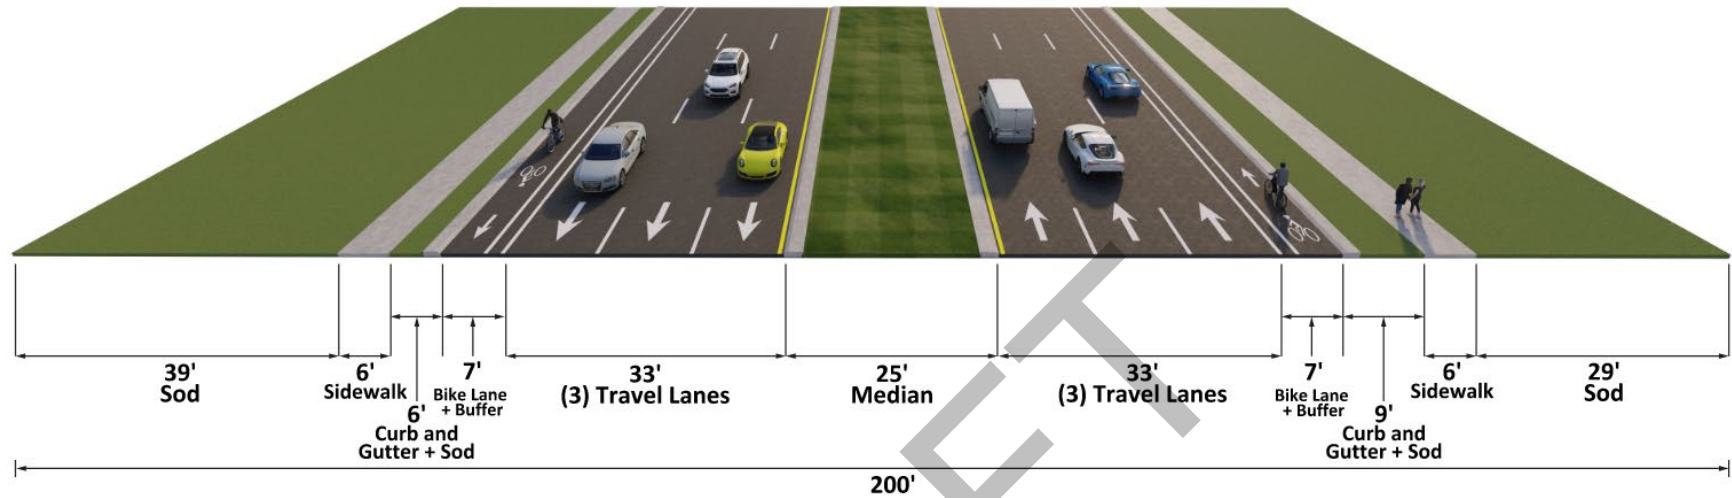 39'
Sod
6'
Sidewalk
6'
Curb and
Gutter + Sod
7'
Bike Lane
+ Buffer
33'
(3) Travel Lanes
25'
Median
33'
(3) Travel Lanes
7'
Bike Lane
+ Buffer
9'
Curb and
Gutter + Sod
6'
Sidewalk
29'
Sod
200'
ET